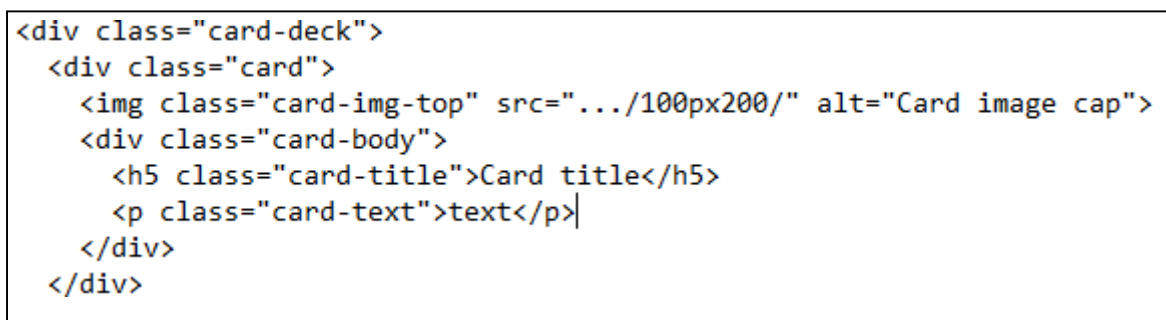 <div class="card-deck">
  <div class="card">
    <img class="card-img-top" src=".../100px200/" alt="Card image cap">
    <div class="card-body">
      <h5 class="card-title">Card title</h5>
      <p class="card-text">text</p>
    </div>
  </div>